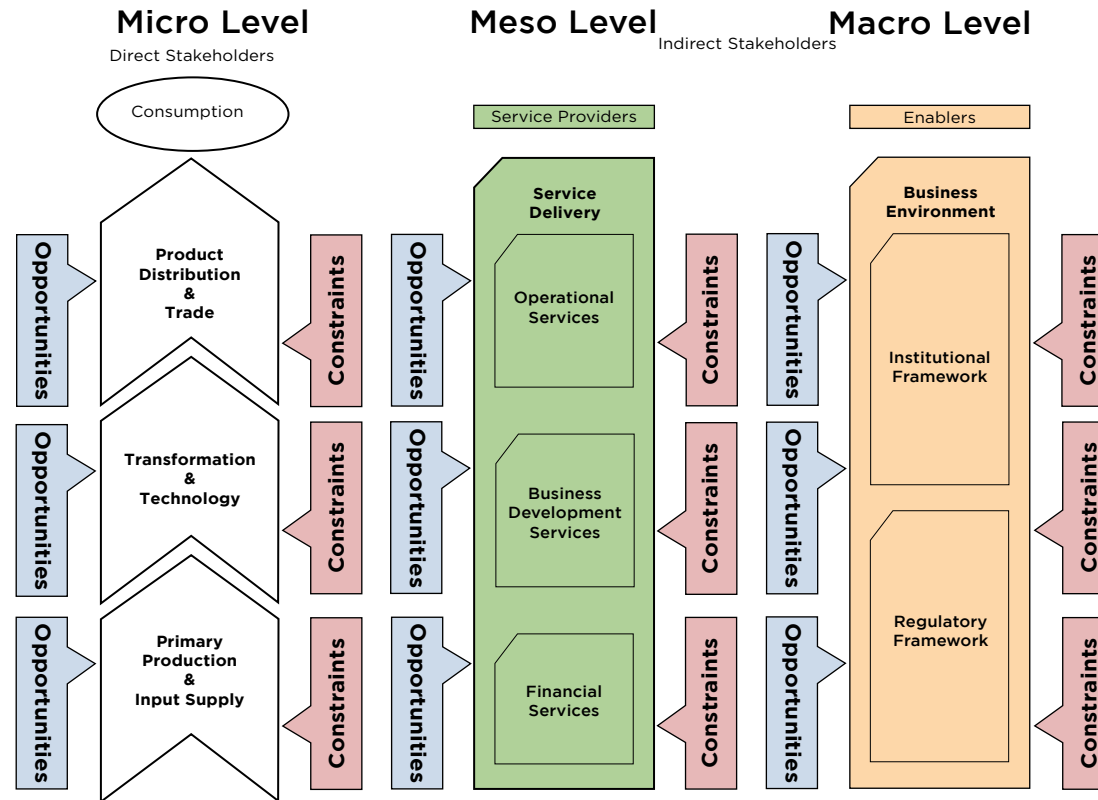 Micro Level
Direct Stakeholders
Consumption
Opportunities
Product
Distribution
&
Trade
Constraints
Opportunities
Transformation
&
Technology
Constraints
Opportunities
Primary
Production
&
Input Supply
Constraints
Meso Level
Indirect Stakeholders
Service Providers
Service
Delivery
Opportunities
Operational
Services
Constraints
Opportunities
Business
Development
Services
Constraints
Opportunities
Financial
Services
Constraints
Macro Level
Enablers
Business
Environment
Opportunities
Institutional
Framework
Constraints
Opportunities
Constraints
Opportunities
Regulatory
Framework
Constraints